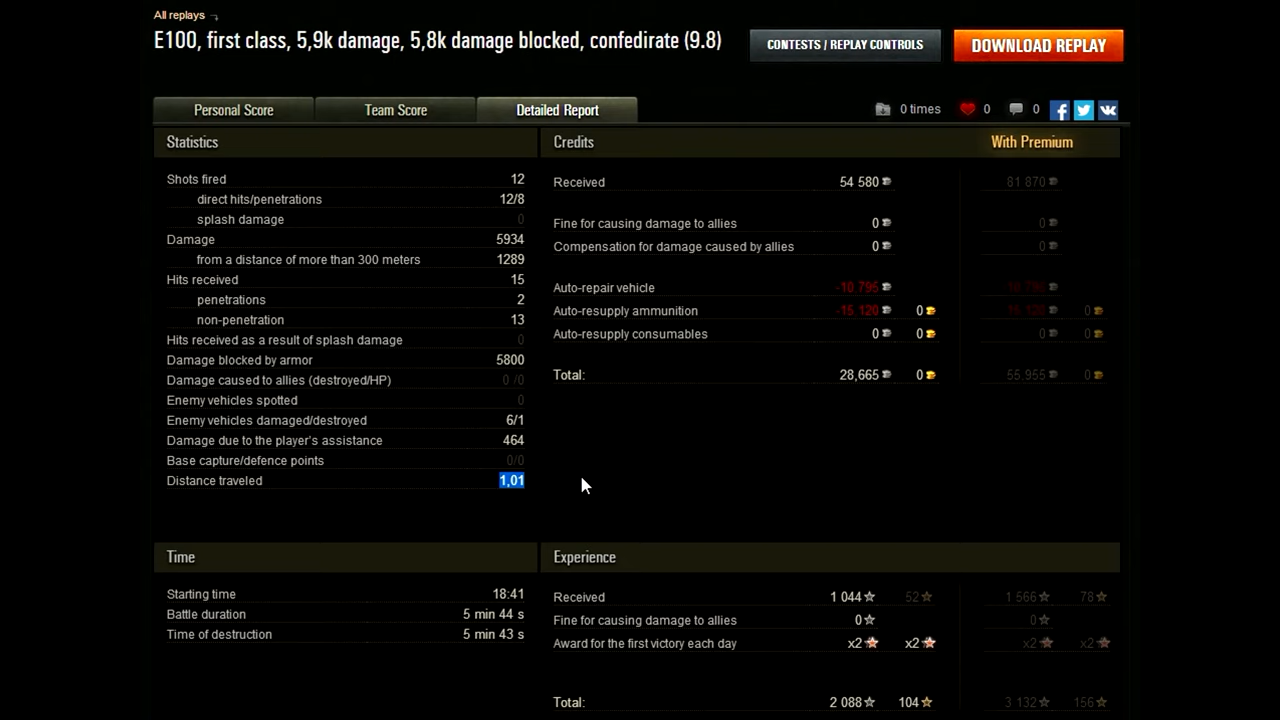 All replays
E100, first class, 5,9k damage, 5,8k damage blocked, confedirate (9.8)
CONTESTS / REPLAY CONTROLS
DOWNLOAD REPLAY
Personal Score
Team Score
Detailed Report
0 times
0
0
Statistics
Credits
With Premium
Shots fired 12
direct hits/penetrations 12/8
splash damage 0
Damage 5934
from a distance of more than 300 meters 1289
Hits received 15
penetrations 2
non-penetration 13
Hits received as a result of splash damage 0
Damage blocked by armor 5800
Damage caused to allies (destroyed/HP) 0 /0
Enemy vehicles spotted 0
Enemy vehicles damaged/destroyed 6/1
Damage due to the player's assistance 464
Base capture/defence points 0/0
Distance traveled 1,01
Received 54 580 81 870
Fine for causing damage to allies 0 0
Compensation for damage caused by allies 0 0
Auto-repair vehicle -10 795 10 795
Auto-resupply ammunition -15 120 0 15 120 0
Auto-resupply consumables 0 0 0 0
Total: 28,665 0 55,955 0
Time
Starting time 18:41
Battle duration 5 min 44 s
Time of destruction 5 min 43 s
Experience
Received 1 044 52 1 566 78
Fine for causing damage to allies 0 0
Award for the first victory each day x2 x2 x2 x2
Total: 2 088 104 3 132 156